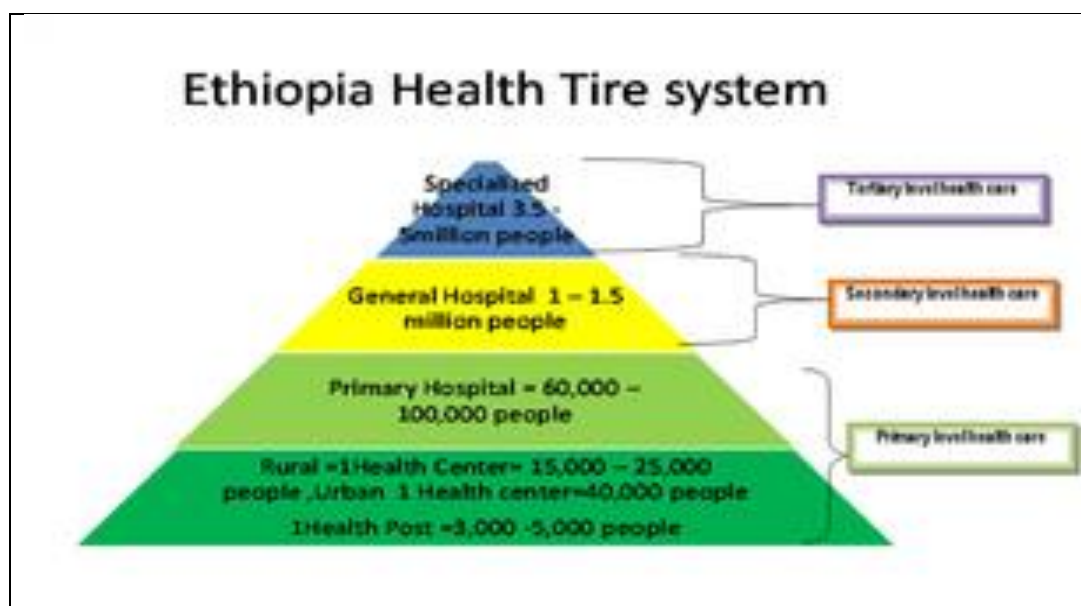 Ethiopia Health Tire system
Specialized
Hospital 3.5 -
5million people
Tertiary level health care
General Hospital 1 – 1.5
million people
Secondary level health care
Primary Hospital = 60,000 –
100,000 people
Primary level health care
Rural =1Health Center= 15,000 – 25,000
people ,Urban 1 Health center=40,000 people
1Health Post =3,000 -5,000 people